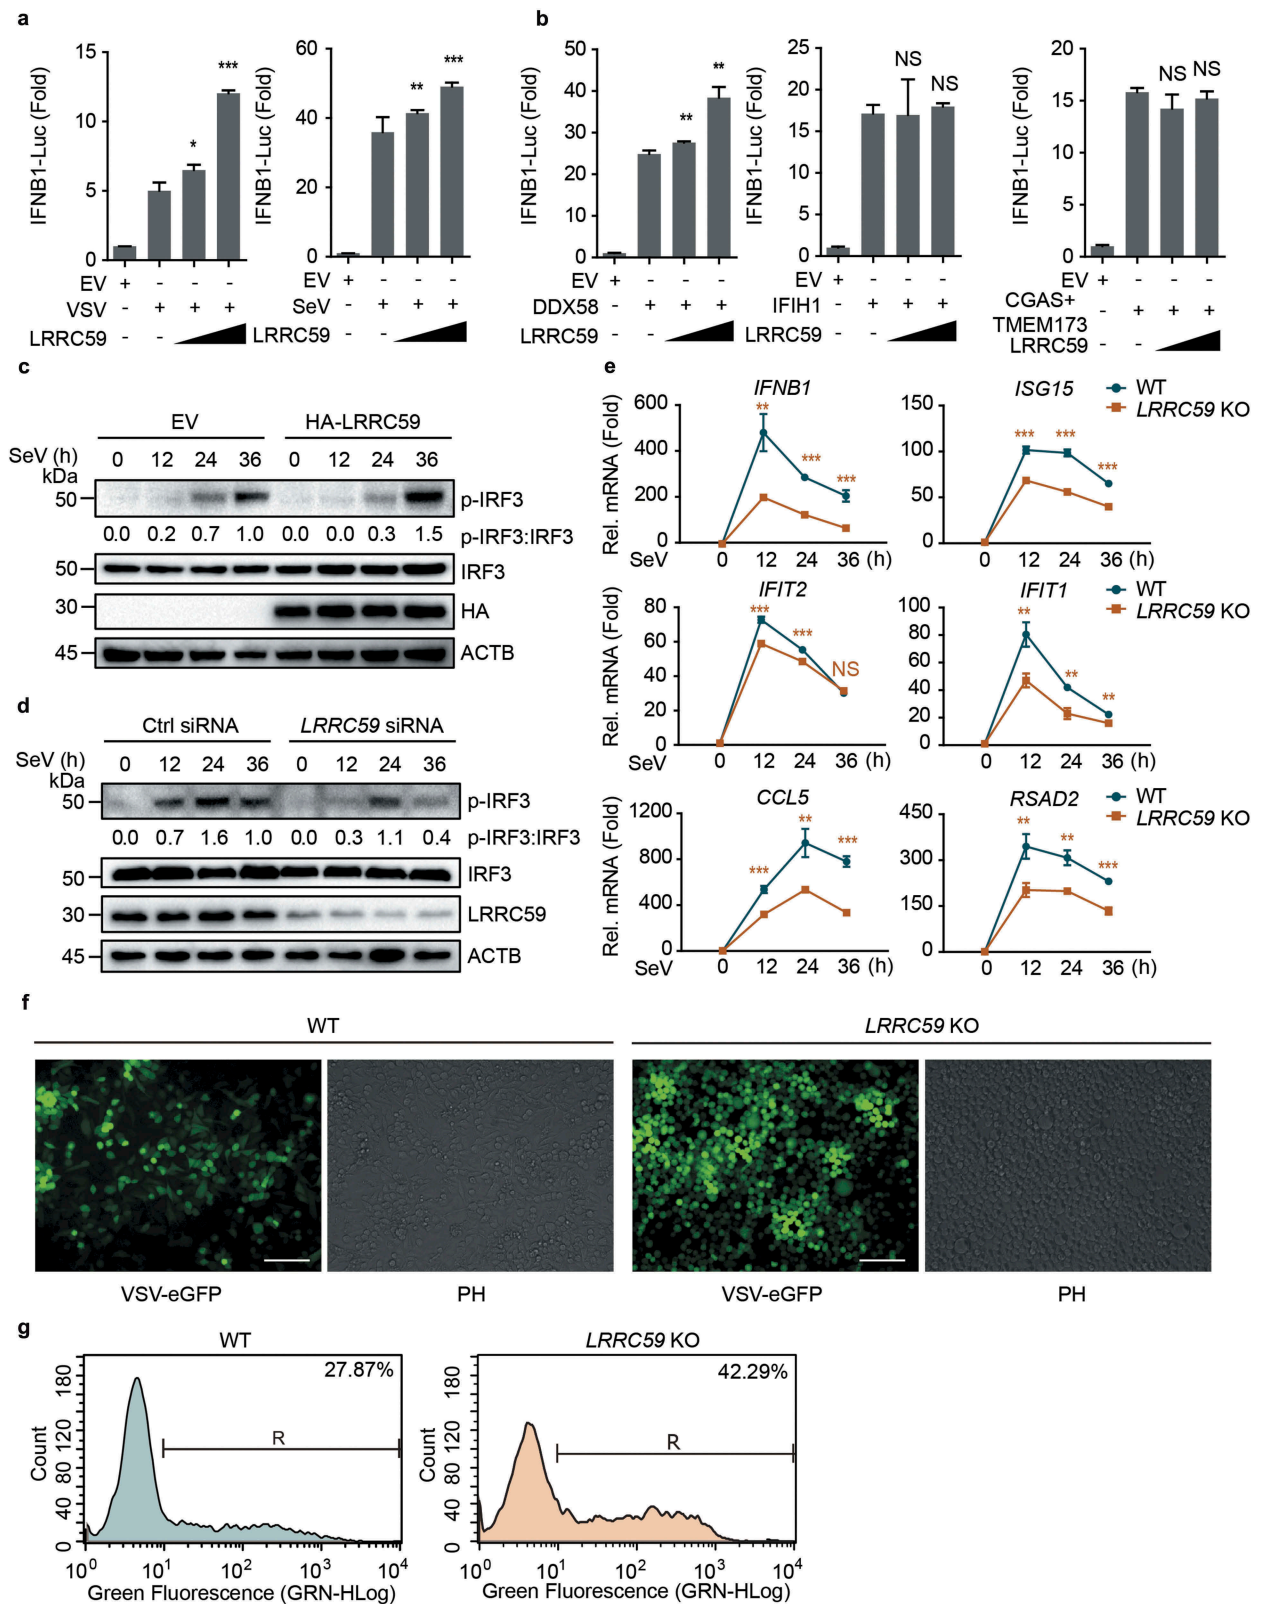 a
IFNB1-Luc (Fold)
15
10
5
0
*
***
EV + - - -
VSV - + + +
LRRC59 - -
IFNB1-Luc (Fold)
60
40
20
0
**
***
EV + - - -
SeV - + + +
LRRC59 - -
b
IFNB1-Luc (Fold)
50
40
30
20
10
0
**
**
EV + - - -
DDX58 - + + +
LRRC59 - -
IFNB1-Luc (Fold)
25
20
15
10
5
0
NS
NS
EV + - - -
IFIH1 - + + +
LRRC59 - -
IFNB1-Luc (Fold)
20
15
10
5
0
NS
NS
EV + - - -
CGAS+
TMEM173 - + + +
LRRC59 - -
c
EV HA-LRRC59
SeV (h) 0 12 24 36 0 12 24 36
kDa
50 p-IRF3
0.0 0.2 0.7 1.0 0.0 0.0 0.3 1.5 p-IRF3:IRF3
50 IRF3
30 HA
45 ACTB
d
Ctrl siRNA LRRC59 siRNA
SeV (h) 0 12 24 36 0 12 24 36
kDa
50 p-IRF3
0.0 0.7 1.6 1.0 0.0 0.3 1.1 0.4 p-IRF3:IRF3
50 IRF3
30 LRRC59
45 ACTB
e
IFNB1
Rel. mRNA (Fold)
600
400
200
0
**
***
***
SeV 0 12 24 36 (h)
ISG15
WT
LRRC59 KO
150
100
50
0
***
***
***
0 12 24 36 (h)
IFIT2
Rel. mRNA (Fold)
80
60
40
20
0
***
***
NS
SeV 0 12 24 36 (h)
IFIT1
WT
LRRC59 KO
100
80
60
40
20
0
**
**
**
0 12 24 36 (h)
CCL5
Rel. mRNA (Fold)
1200
800
400
0
***
**
***
SeV 0 12 24 36 (h)
RSAD2
WT
LRRC59 KO
450
300
150
0
**
**
***
0 12 24 36 (h)
f
WT LRRC59 KO
VSV-eGFP PH VSV-eGFP PH
g
WT
27.87%
R
Count
180
120
80
40
0
10⁰ 10¹ 10² 10³ 10⁴
Green Fluorescence (GRN-HLog)
LRRC59 KO
42.29%
R
Count
180
120
80
40
0
10⁰ 10¹ 10² 10³ 10⁴
Green Fluorescence (GRN-HLog)